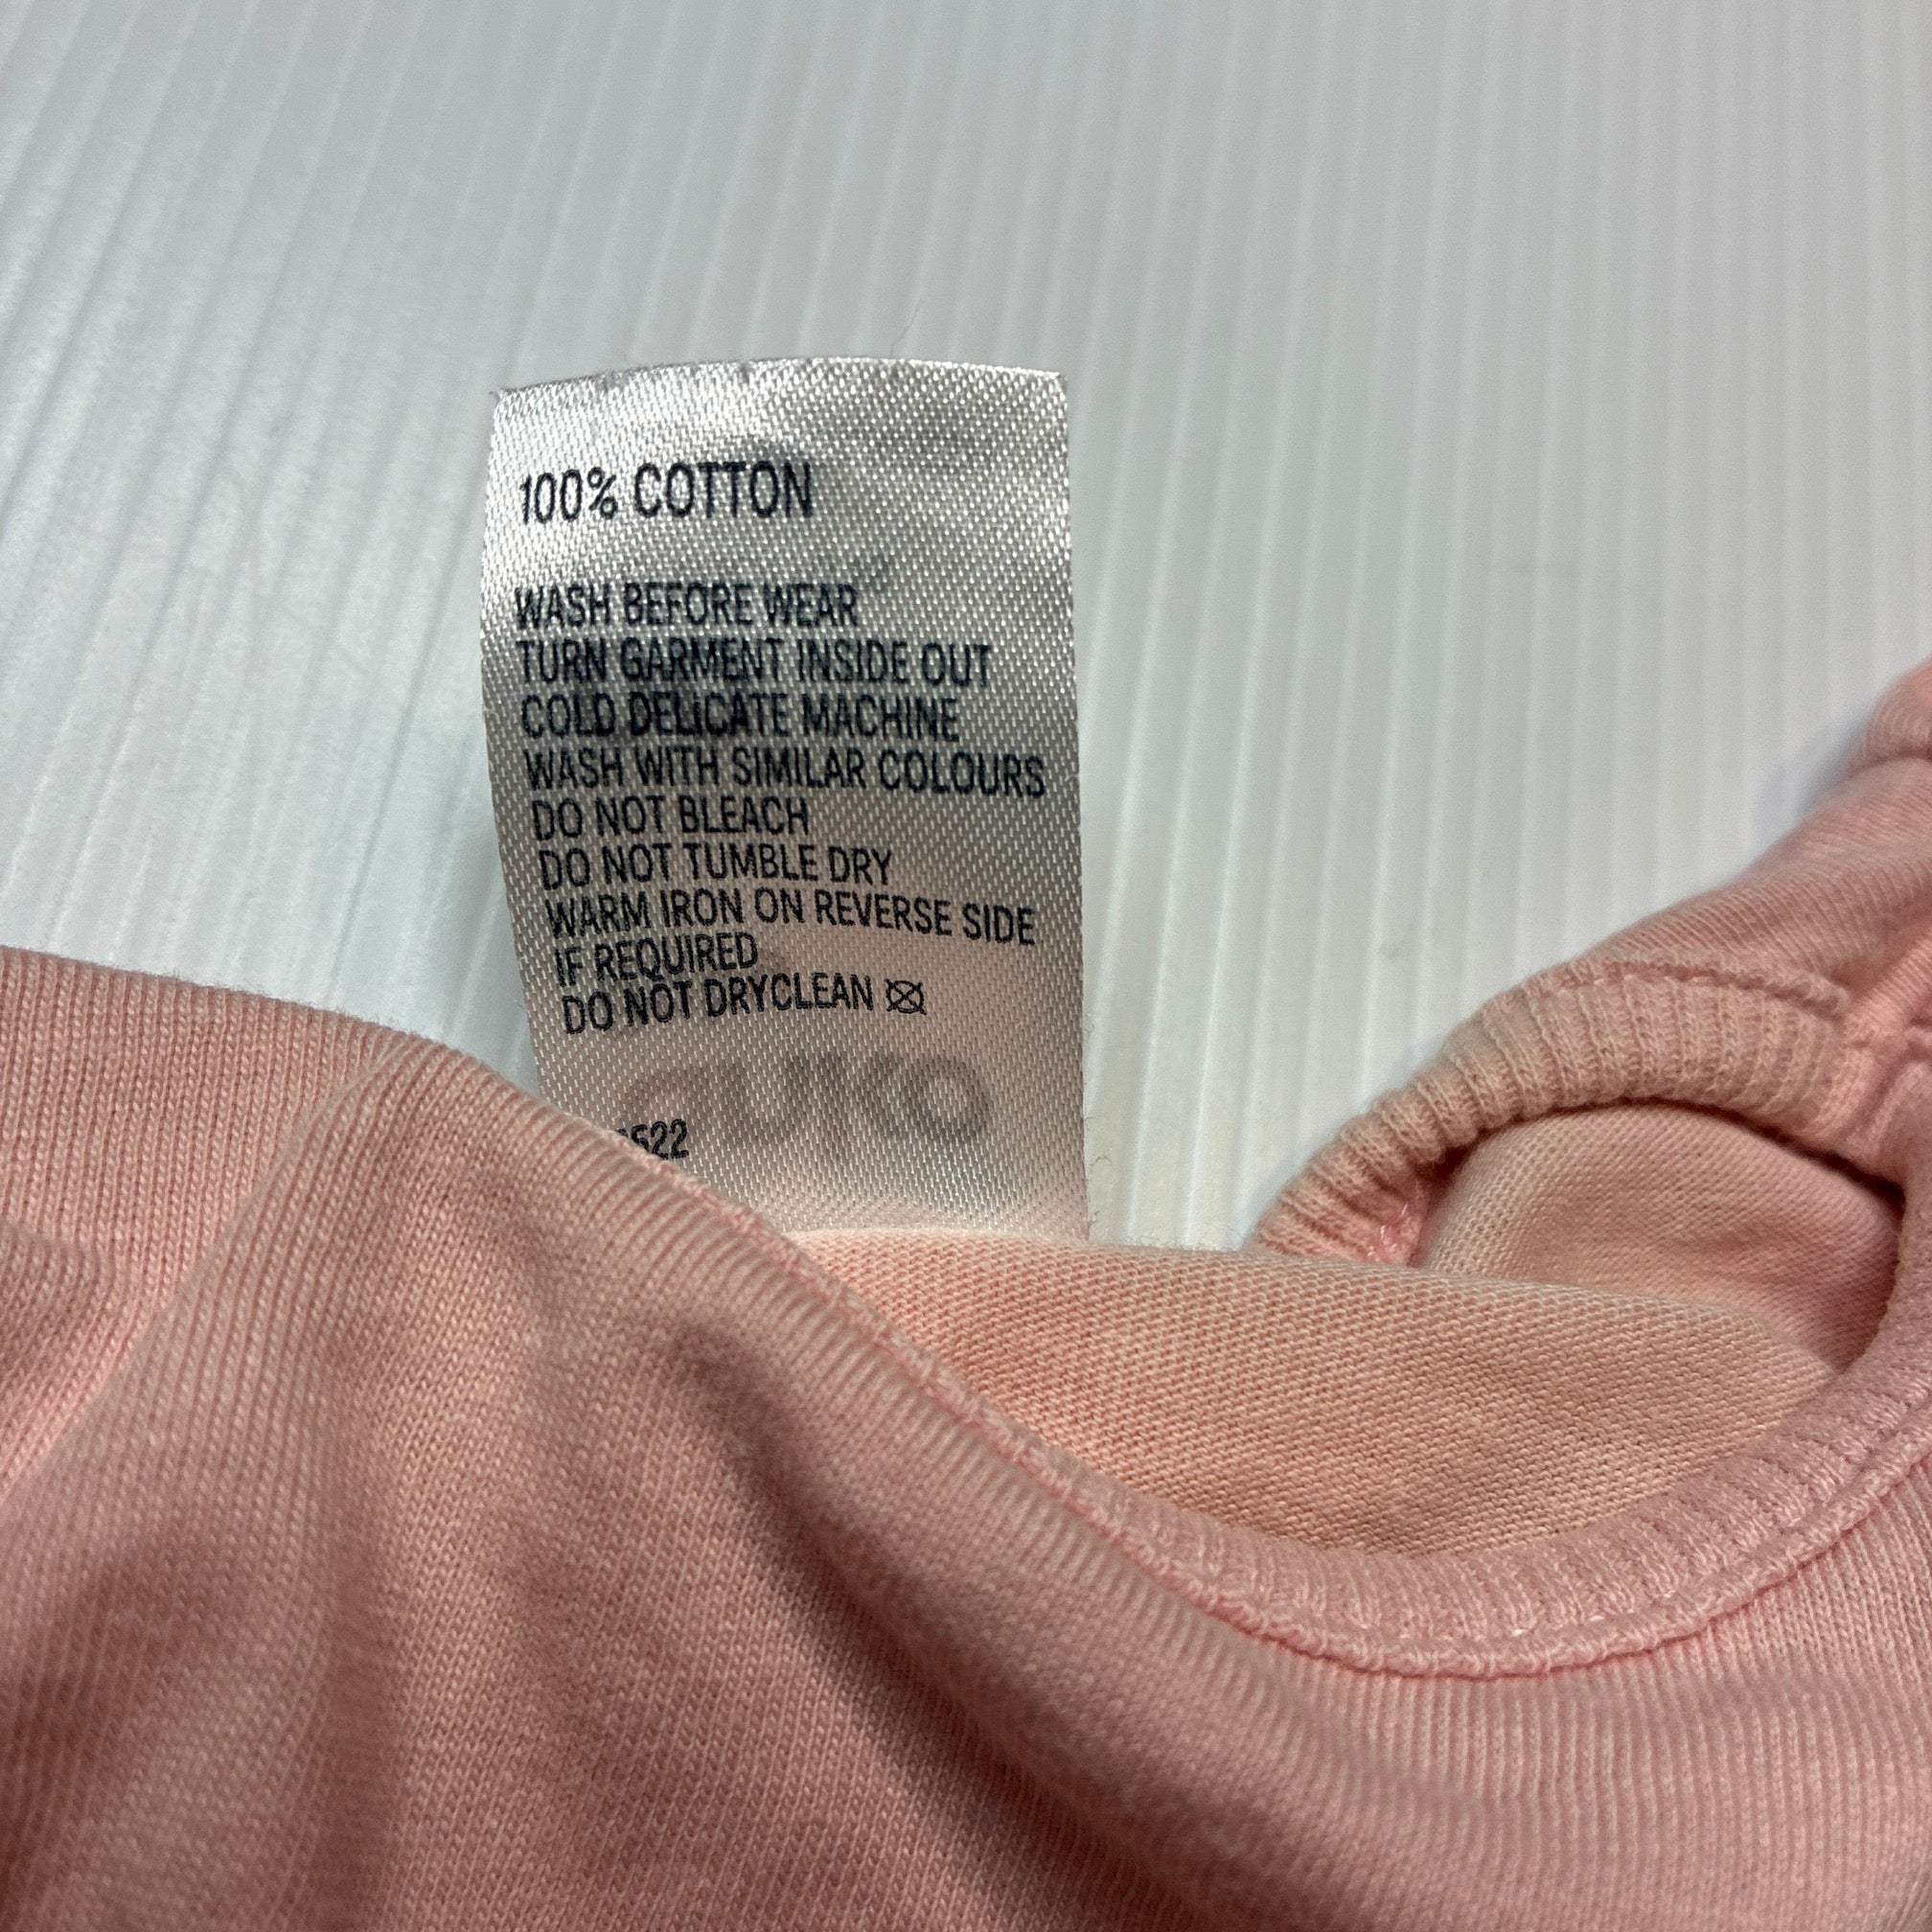 100% COTTON
WASH BEFORE WEAR
TURN GARMENT INSIDE OUT
COLD DELICATE MACHINE
WASH WITH SIMILAR COLOURS
DO NOT BLEACH
DO NOT TUMBLE DRY
WARM IRON ON REVERSE SIDE
IF REQUIRED
DO NOT DRYCLEAN
522